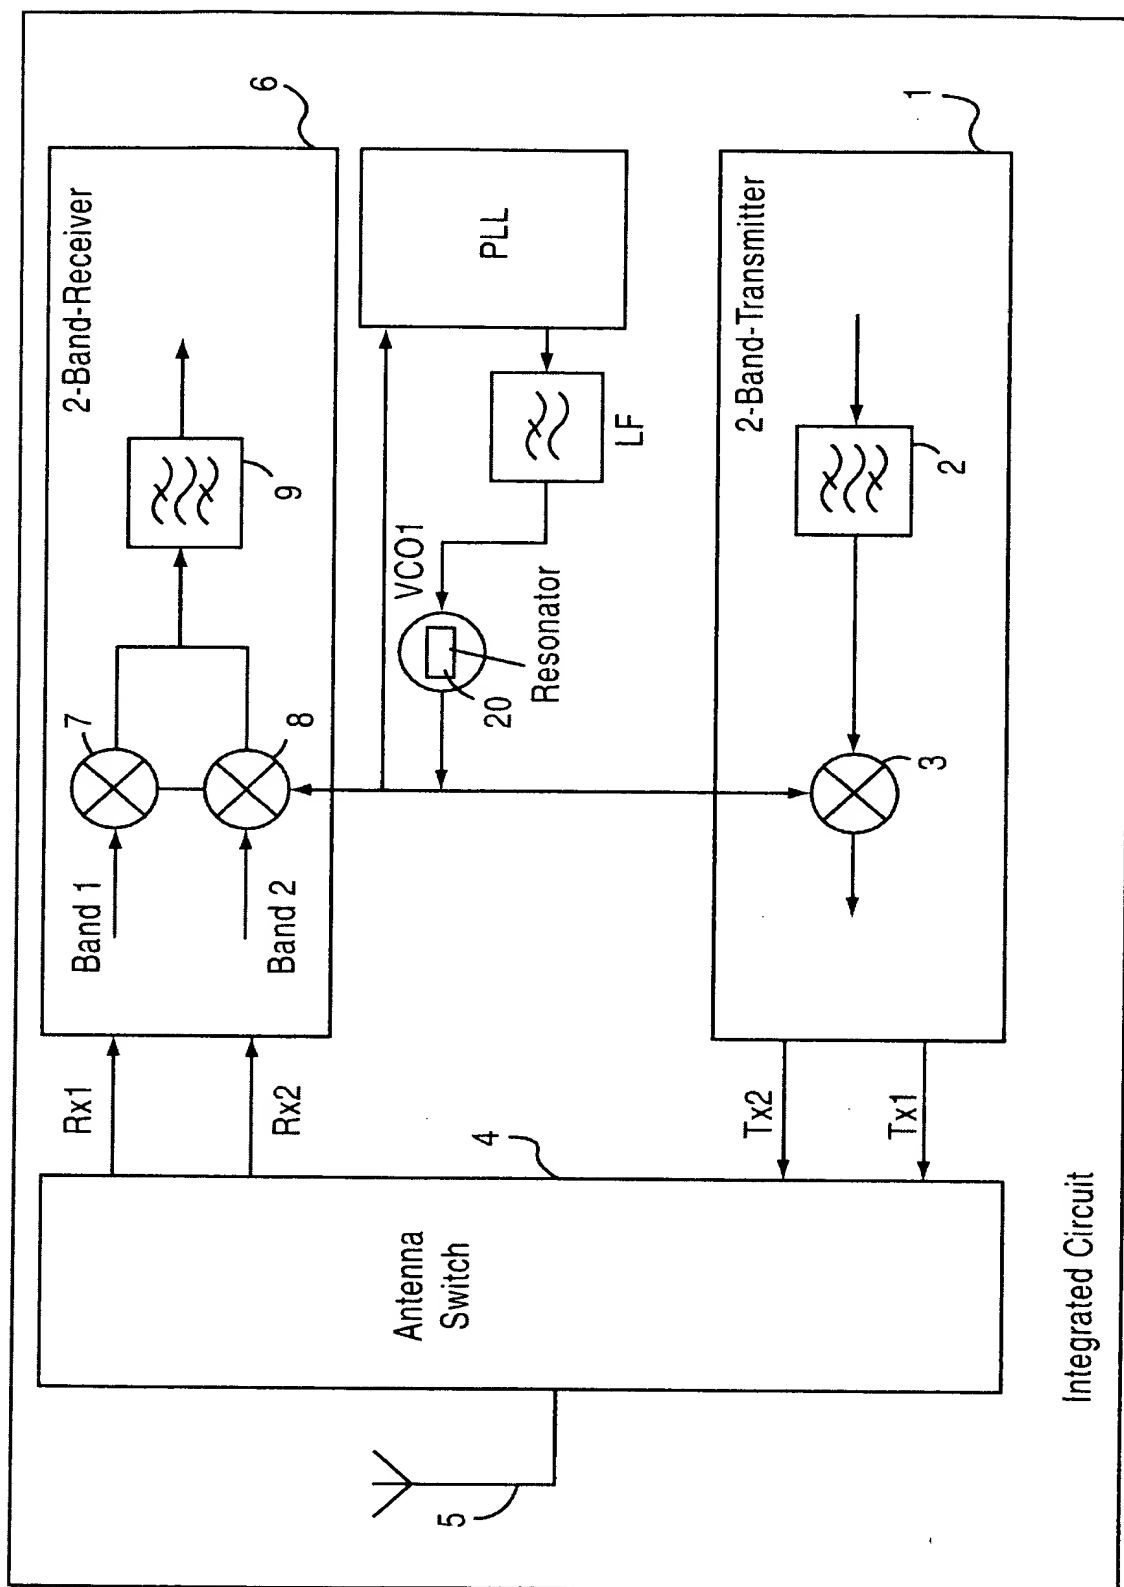 6
2-Band-Receiver
9
7
8
Band 1
Band 2
PLL
LF
VCO1
20
Resonator
1
2-Band-Transmitter
2
3
Rx1
Rx2
Tx2
Tx1
4
Antenna
Switch
5
Integrated Circuit